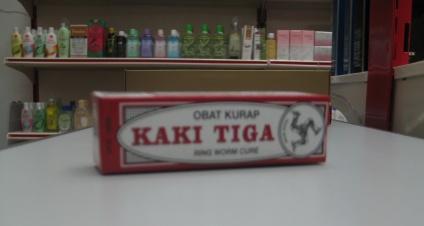 OBAT KURAP
KAKI TIGA
RING WORM CURE